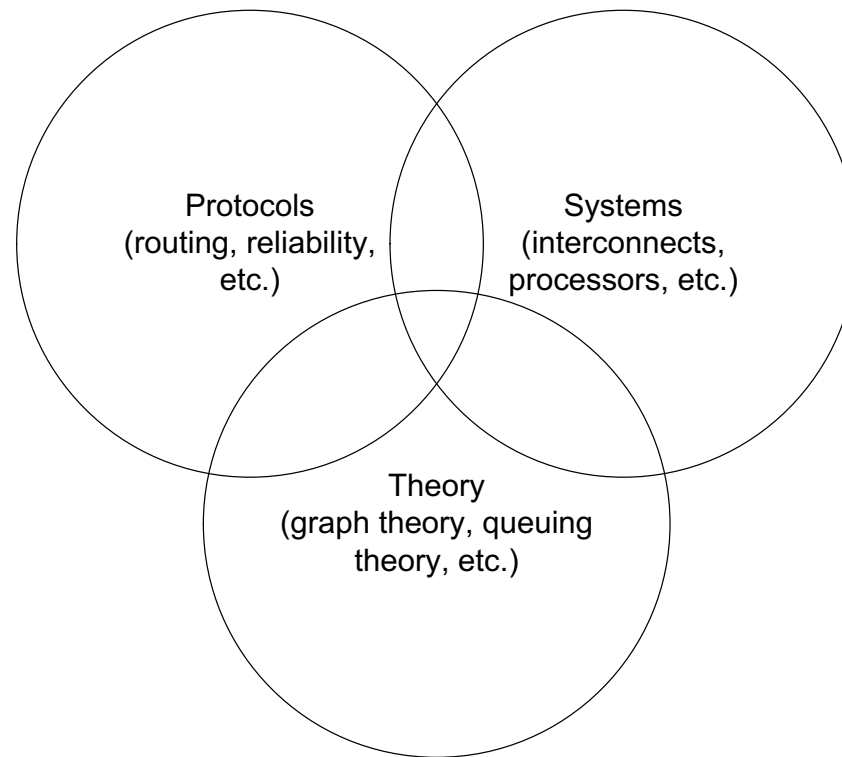 Protocols
(routing, reliability,
etc.)
Systems
(interconnects,
processors, etc.)
Theory
(graph theory, queuing
theory, etc.)